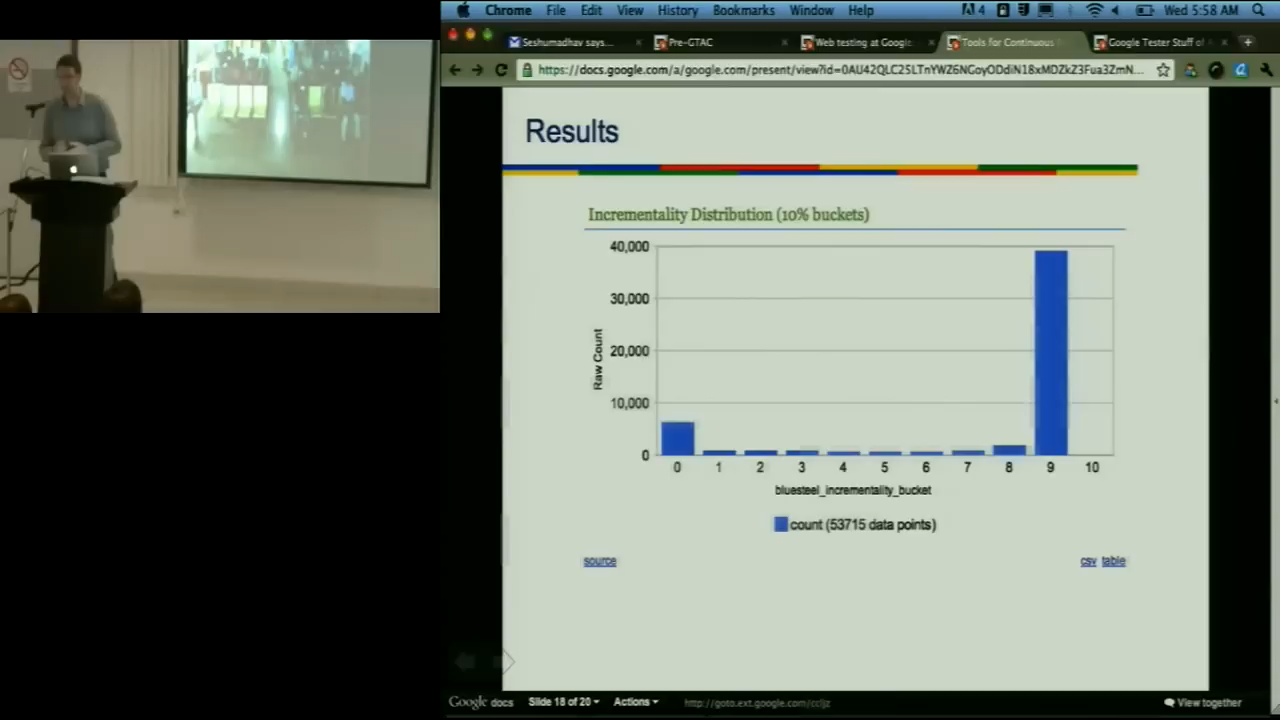 Chrome File Edit View History Bookmarks Window Help
4 Wed 5:58 AM
Seshumadhav says...
Pre-GTAC
Web testing at Google
Tools for Continuous
Google Tester Stuff of
Results
Incrementality Distribution (10% buckets)
40,000
30,000
20,000
10,000
0
Raw Count
0 1 2 3 4 5 6 7 8 9 10
bluesteel_incrementality_bucket
count (53715 data points)
source
csv table
Google docs Slide 18 of 20 Actions
View together